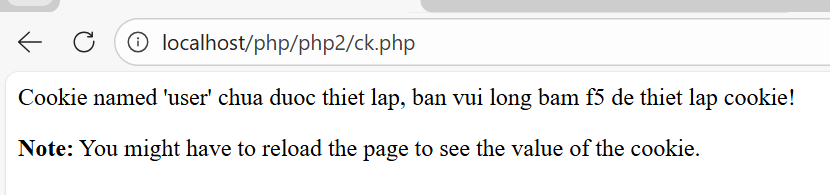 localhost/php/php2/ck.php
Cookie named 'user' chua duoc thiet lap, ban vui long bam f5 de thiet lap cookie!
Note: You might have to reload the page to see the value of the cookie.